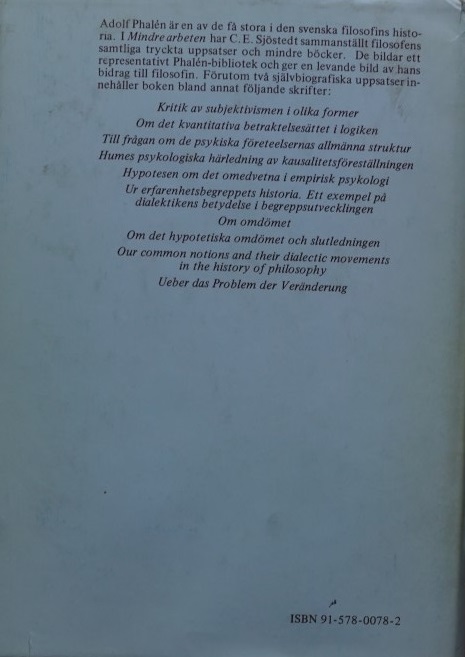 Adolf Phalén är en av de få stora i den svenska filosofins histo-
ria. I Mindre arbeten har C. E. Sjöstedt sammanställt filosofens
samtliga tryckta uppsatser och mindre böcker. De bildar ett
representativt Phalén-bibliotek och ger en levande bild av hans
bidrag till filosofin. Förutom två självbiografiska uppsatser in-
nehåller boken bland annat följande skrifter:
Kritik av subjektivismen i olika former
Om det kvantitativa betraktelsesättet i logiken
Till frågan om de psykiska företeelsernas allmänna struktur
Humes psykologiska härledning av kausalitetsföreställningen
Hypotesen om det omedvetna i empirisk psykologi
Ur erfarenhetsbegreppets historia. Ett exempel på
dialektikens betydelse i begreppsutvecklingen
Om omdömet
Om det hypotetiska omdömet och slutledningen
Our common notions and their dialectic movements
in the history of philosophy
Ueber das Problem der Veränderung
ISBN 91-578-0078-2